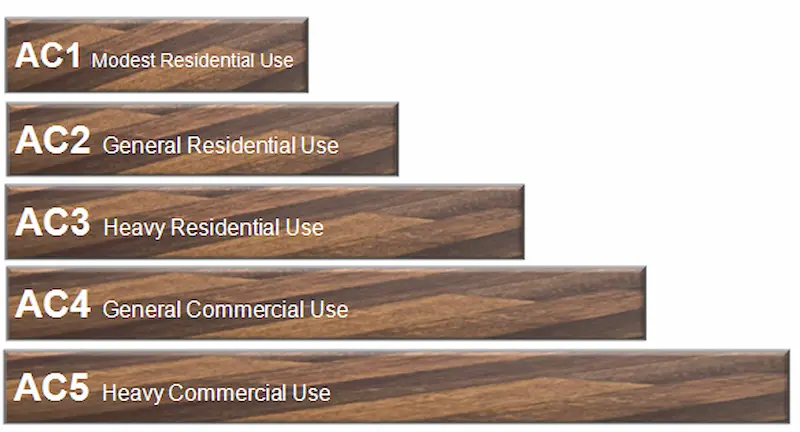 AC1 Modest Residential Use
AC2 General Residential Use
AC3 Heavy Residential Use
AC4 General Commercial Use
AC5 Heavy Commercial Use